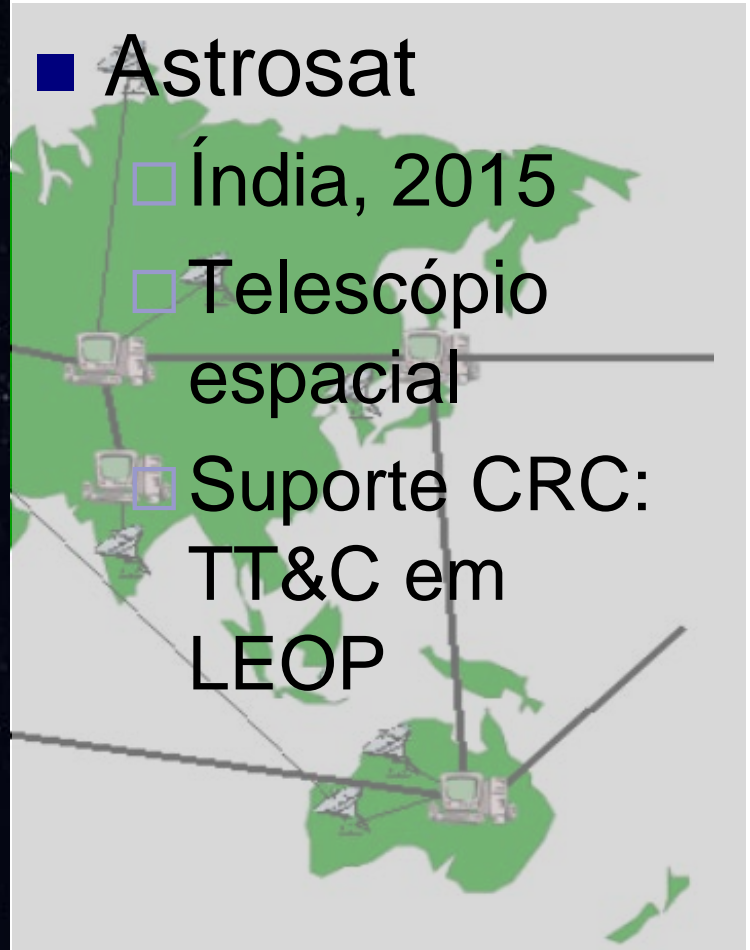 Astrosat
Índia, 2015
Telescópio
espacial
Suporte CRC:
TT&C em
LEOP